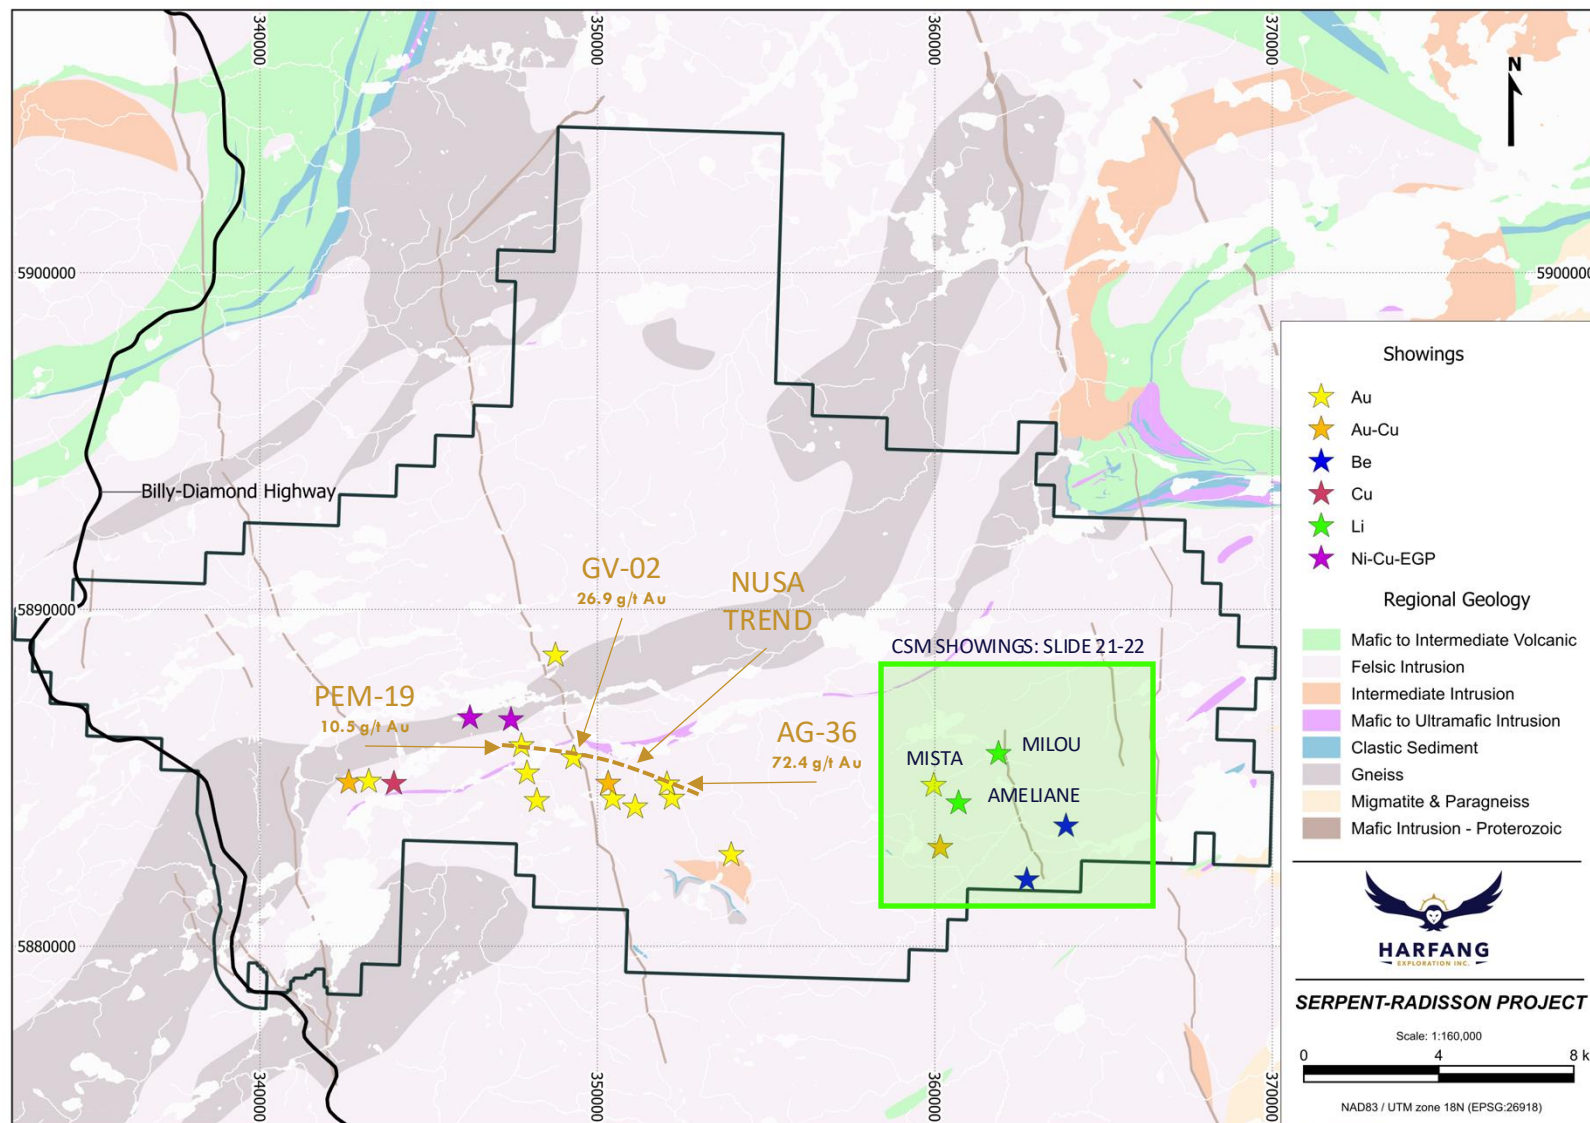 340000
350000
360000
370000
N
5900000
5900000
Billy-Diamond Highway
5890000
GV-02
26.9 g/t Au
NUSA
TREND
PEM-19
10.5 g/t Au
AG-36
72.4 g/t Au
CSM SHOWINGS: SLIDE 21-22
MISTA
MILOU
AMELIANE
5880000
340000
350000
360000
370000
Showings
Au
Au-Cu
Be
Cu
Li
Ni-Cu-EGP
Regional Geology
Mafic to Intermediate Volcanic
Felsic Intrusion
Intermediate Intrusion
Mafic to Ultramafic Intrusion
Clastic Sediment
Gneiss
Migmatite & Paragneiss
Mafic Intrusion - Proterozoic
HARFANG
EXPLORATION INC.
SERPENT-RADISSON PROJECT
Scale: 1:160,000
0 4 8 k
NAD83 / UTM zone 18N (EPSG:26918)